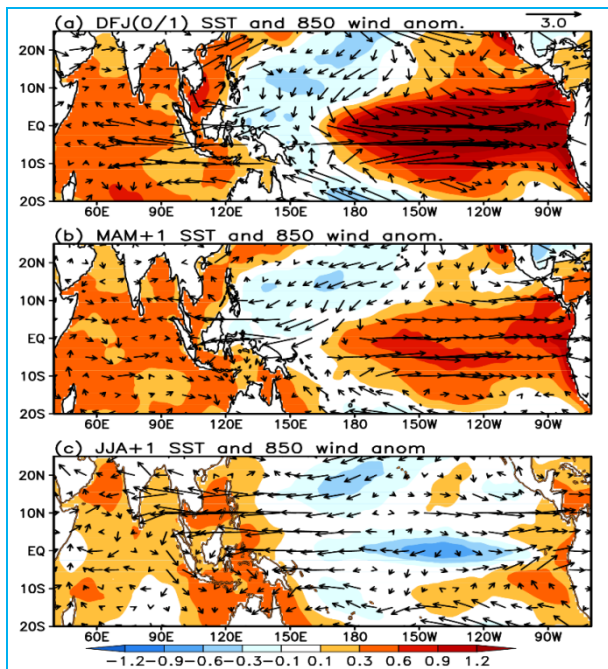 (a) DFJ(0/1) SST and 850 wind anom.
3.0
20N
10N
EQ
10S
20S
60E 90E 120E 150E 180 150W 120W 90W
(b) MAM+1 SST and 850 wind anom.
20N
10N
EQ
10S
20S
60E 90E 120E 150E 180 150W 120W 90W
(c) JJA+1 SST and 850 wind anom
20N
10N
EQ
10S
20S
60E 90E 120E 150E 180 150W 120W 90W
-1.2 -0.9 -0.6 -0.3 -0.1 0.1 0.3 0.6 0.9 1.2